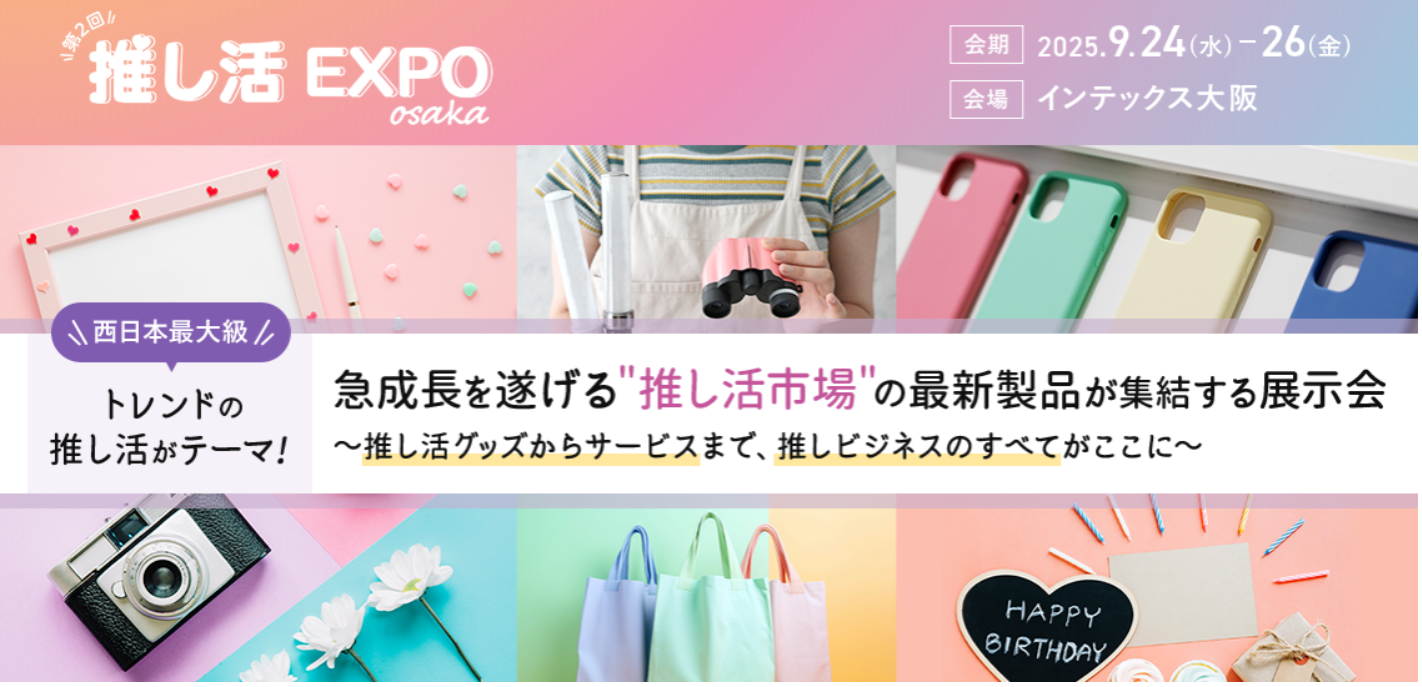 第2回
推し活 EXPO
osaka
会期 2025.9.24(水)－26(金)
会場 インテックス大阪
西日本最大級
トレンドの
推し活がテーマ!
急成長を遂げる"推し活市場"の最新製品が集結する展示会
～推し活グッズからサービスまで、推しビジネスのすべてがここに～
HAPPY
BIRTHDAY